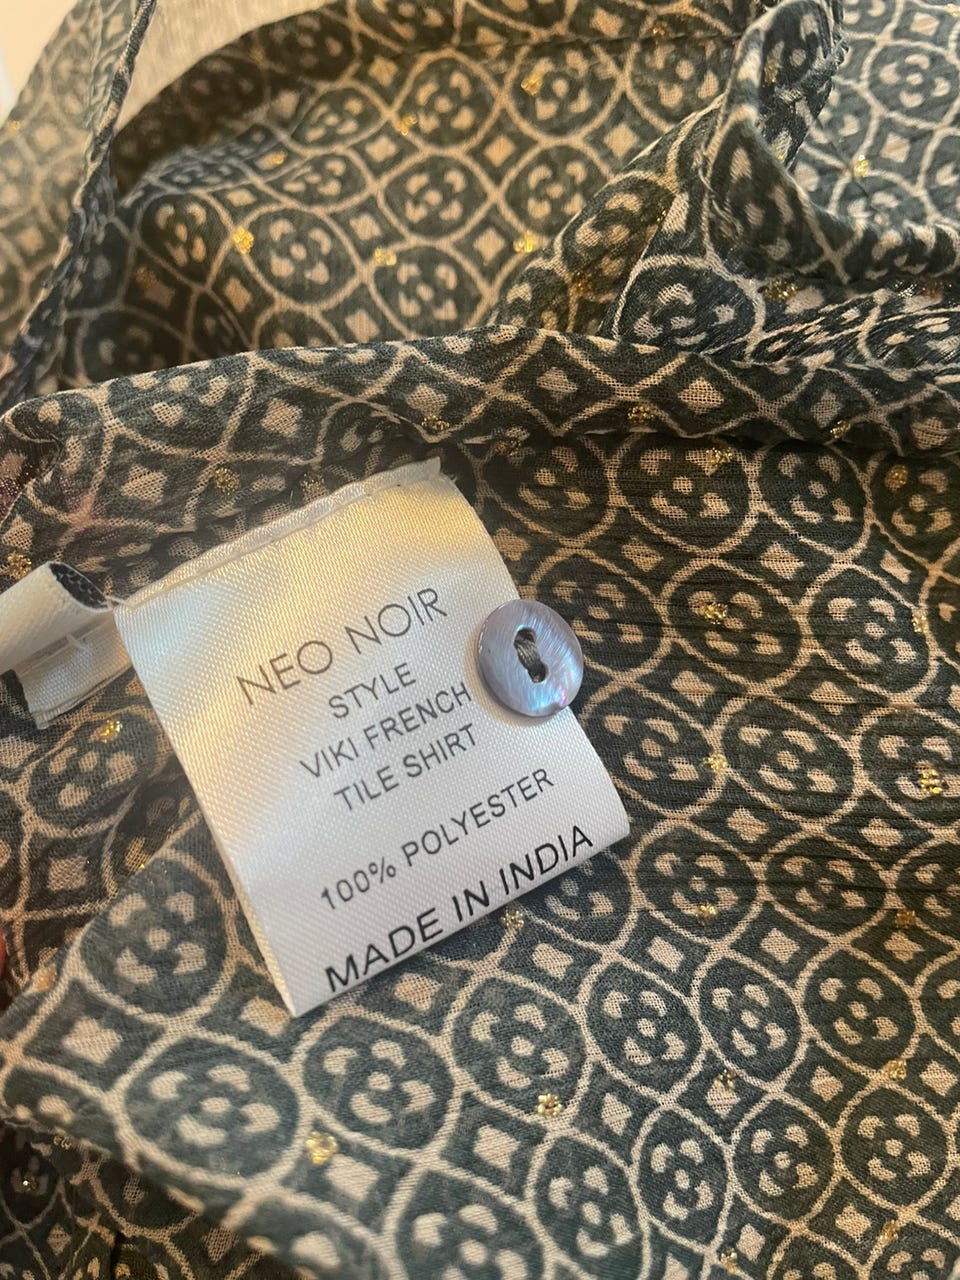 NEO NOIR
STYLE
VIKI FRENCH
TILE SHIRT
100% POLYESTER
MADE IN INDIA